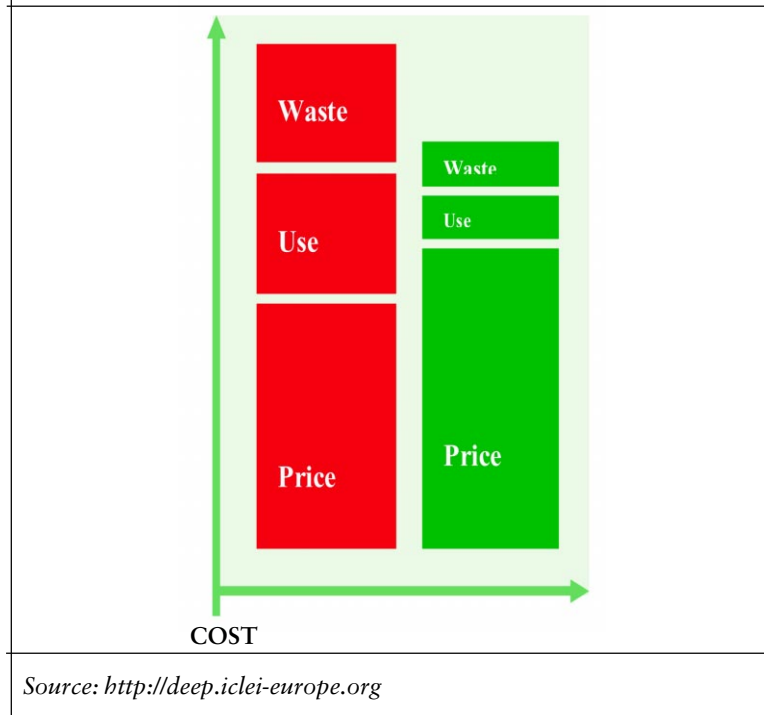 Waste
Waste
Use
Use
Price
Price
COST
Source: http://deep.iclei-europe.org